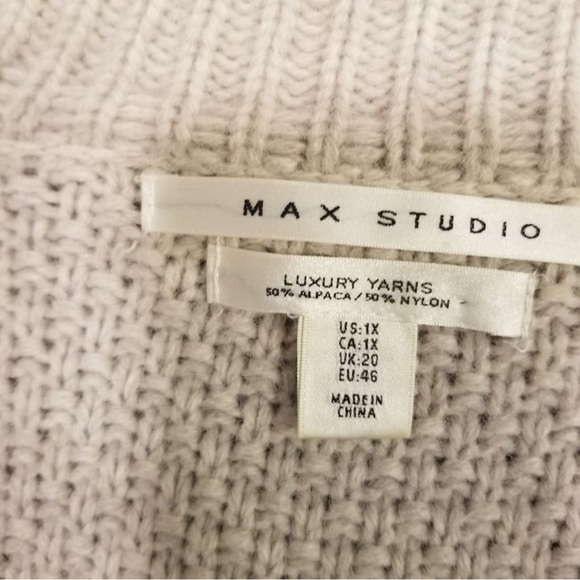 MAX STUDIO
LUXURY YARNS
50% ALPACA / 50% NYLON
US:1X
CA:1X
UK:20
EU:46
MADE IN
CHINA